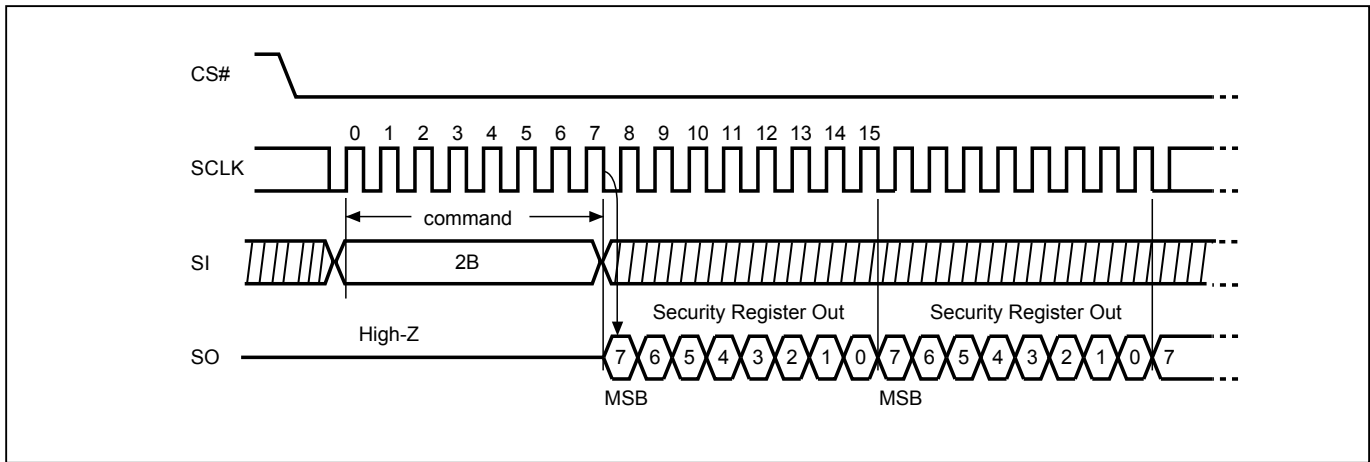 CS#
0 1 2 3 4 5 6 7 8 9 10 11 12 13 14 15
SCLK
command
SI
2B
Security Register Out Security Register Out
High-Z
SO
7 6 5 4 3 2 1 0 7 6 5 4 3 2 1 0 7
MSB MSB